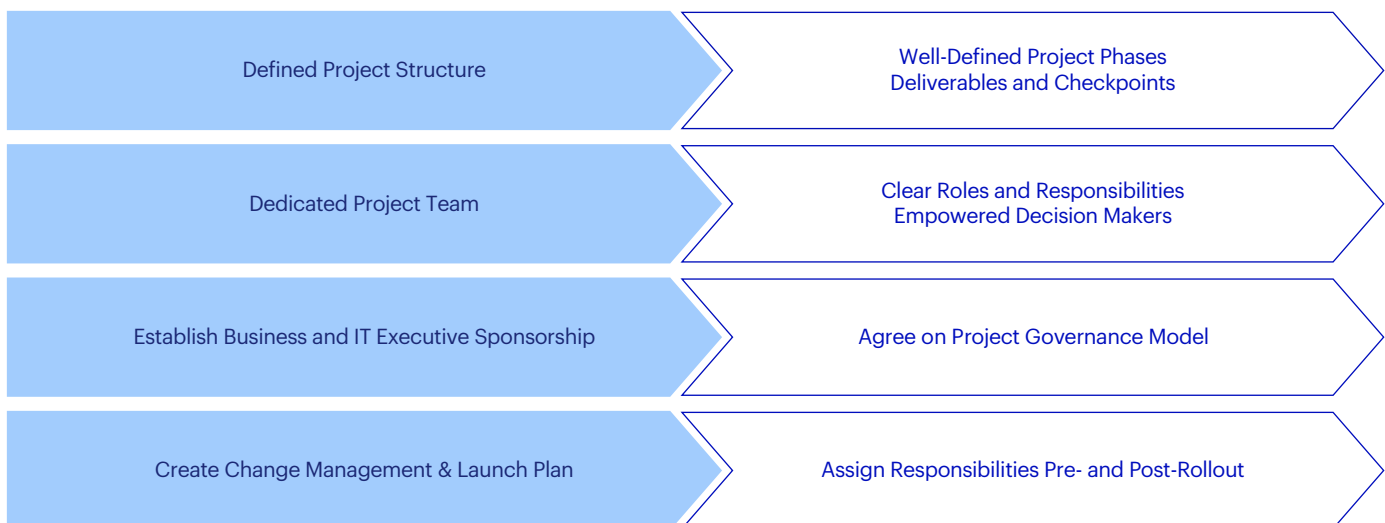 Defined Project Structure
Well-Defined Project Phases
Deliverables and Checkpoints
Dedicated Project Team
Clear Roles and Responsibilities
Empowered Decision Makers
Establish Business and IT Executive Sponsorship
Agree on Project Governance Model
Create Change Management & Launch Plan
Assign Responsibilities Pre- and Post-Rollout